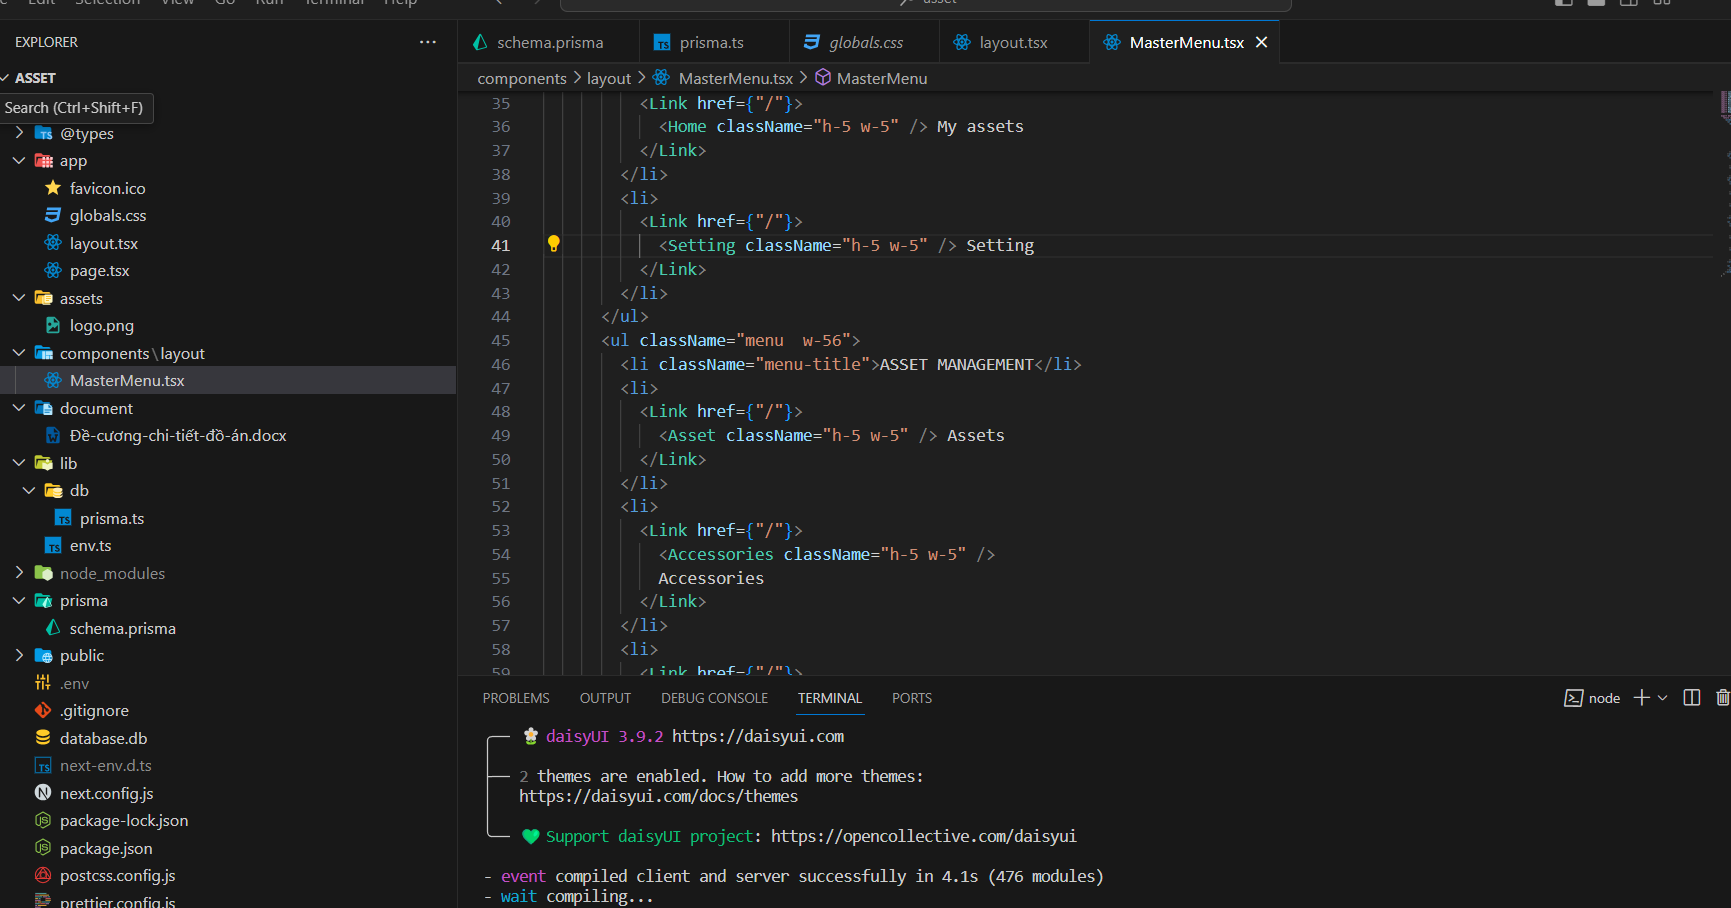 Edit Selection View Go Run Terminal Help
asset
EXPLORER
ASSET
Search (Ctrl+Shift+F)
@types
app
favicon.ico
globals.css
layout.tsx
page.tsx
assets
logo.png
components\layout
MasterMenu.tsx
document
Đề-cương-chi-tiết-đồ-án.docx
lib
db
prisma.ts
env.ts
node_modules
prisma
schema.prisma
public
.env
.gitignore
database.db
next-env.d.ts
next.config.js
package-lock.json
package.json
postcss.config.js
prettier.config.js
schema.prisma prisma.ts globals.css layout.tsx MasterMenu.tsx
components > layout > MasterMenu.tsx > MasterMenu
35 <Link href={"/"}>
36 <Home className="h-5 w-5" /> My assets
37 </Link>
38 </li>
39 <li>
40 <Link href={"/"}>
41 <Setting className="h-5 w-5" /> Setting
42 </Link>
43 </li>
44 </ul>
45 <ul className="menu  w-56">
46 <li className="menu-title">ASSET MANAGEMENT</li>
47 <li>
48 <Link href={"/"}>
49 <Asset className="h-5 w-5" /> Assets
50 </Link>
51 </li>
52 <li>
53 <Link href={"/"}>
54 <Accessories className="h-5 w-5" />
55 Accessories
56 </Link>
57 </li>
58 <li>
59 <Link href={"/"}>
PROBLEMS OUTPUT DEBUG CONSOLE TERMINAL PORTS
node
daisyUI 3.9.2 https://daisyui.com
2 themes are enabled. How to add more themes:
https://daisyui.com/docs/themes
Support daisyUI project: https://opencollective.com/daisyui
- event compiled client and server successfully in 4.1s (476 modules)
- wait compiling...